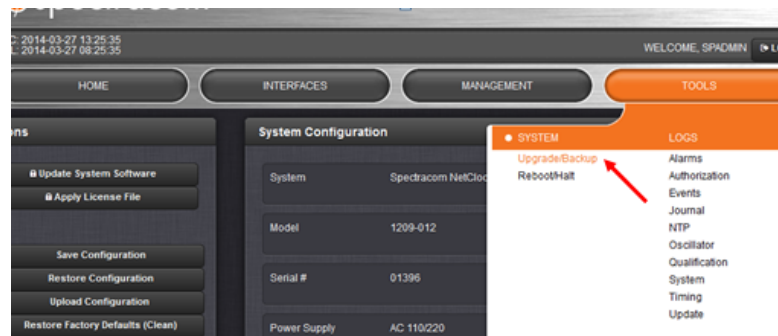 C: 2014-03-27 13:25:35
L: 2014-03-27 08:25:35
WELCOME, SPADMIN
HOME
INTERFACES
MANAGEMENT
TOOLS
ns
Update System Software
Apply License File
Save Configuration
Restore Configuration
Upload Configuration
Restore Factory Defaults (Clean)
System Configuration
System Spectracom NetCloc
Model 1209-012
Serial # 01396
Power Supply AC 110/220
SYSTEM
Upgrade/Backup
Reboot/Halt
LOGS
Alarms
Authorization
Events
Journal
NTP
Oscillator
Qualification
System
Timing
Update